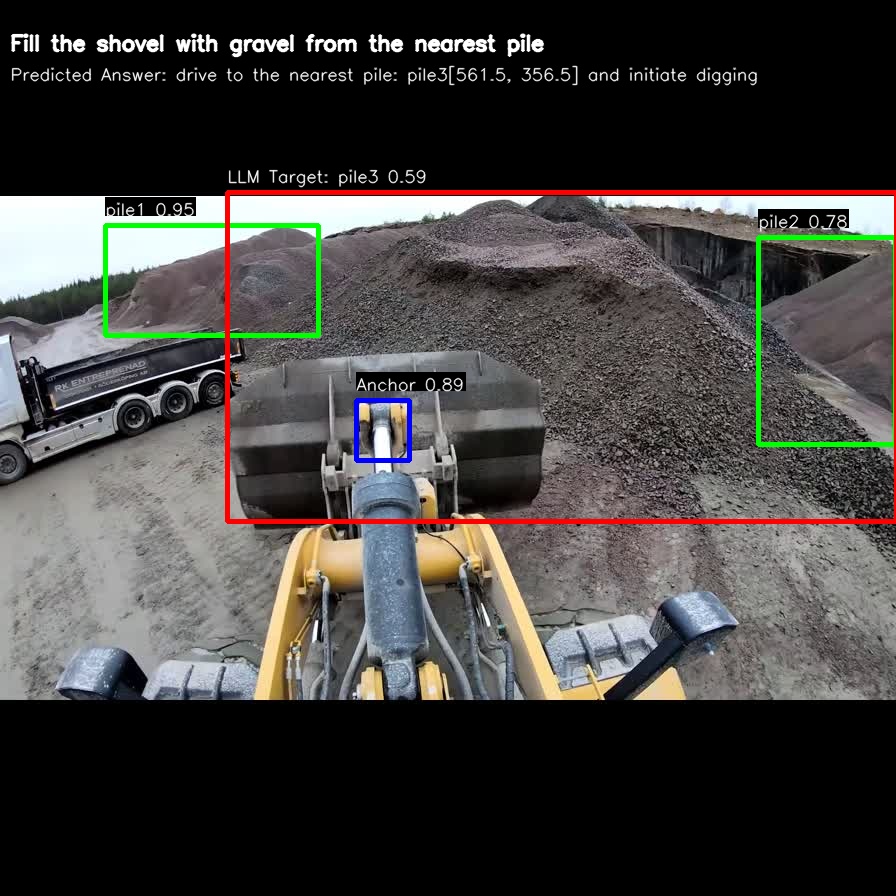 Fill the shovel with gravel from the nearest pile
Predicted Answer: drive to the nearest pile: pile3[561.5, 356.5] and initiate digging
LLM Target: pile3 0.59
pile1 0.95
pile2 0.78
Anchor 0.89
RK ENTREPRENAD